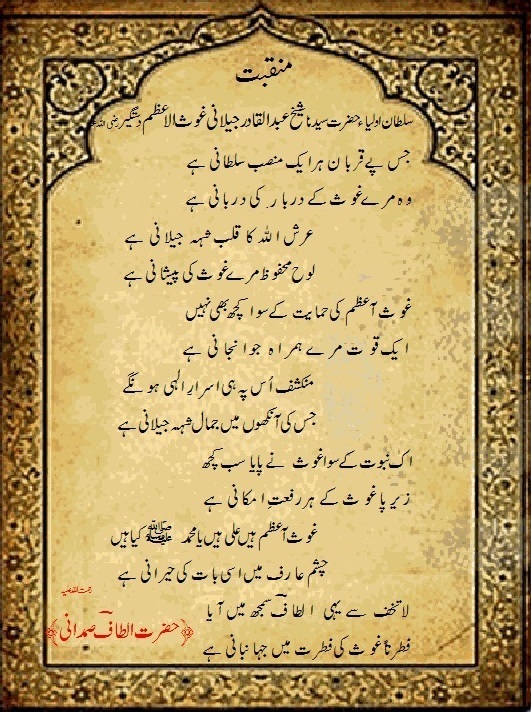 منقبت
سلطان اولیاء حضرت سیدنا شیخ عبدالقادر جیلانی غوث الاعظم دستگیر رضی اللہ عنہ
جس پے قربان ہر ایک منصب سلطانی ہے
وہ مرے غوث کے دربار کی دربانی ہے
عرش اللہ کا قلب شہہ جیلانی ہے
لوح محفوظ مرے غوث کی پیشانی ہے
غوث آعظم کی حمایت کے سوا کچھ بھی نہیں
ایک قوت مرے ہمراہ جو انجانی ہے
منکشف اُس پہ ہی اسرارِ الٰہی ہونگے
جس کی آنکھوں میں جمال شہہ جیلانی ہے
اک نبوت کے سوا غوث نے پایا سب کچھ
زیر پا غوث کے ہر رفعتِ امکانی ہے
غوث آعظم ہیں علی ہیں یا محمد ﷺ کیا ہیں
چشم عارف میں اسی بات کی حیرانی ہے
لاتخف سے یہی الطافؔ سمجھ میں آیا
فطرتاً غوث کی فطرت میں جہانبانی ہے
رحمتہ اللہ علیہ
﴿حضرت الطافؔ صمدانی﴾